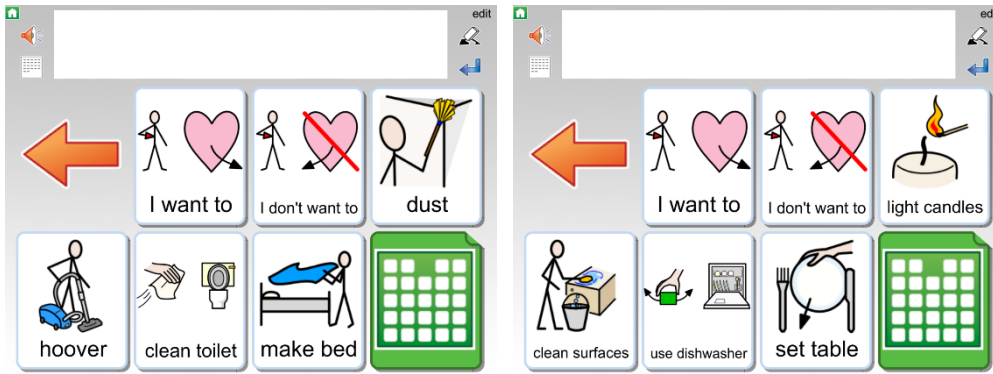 edit
I want to
I don't want to
dust
hoover
clean toilet
make bed
ed
I want to
I don't want to
light candles
clean surfaces
use dishwasher
set table